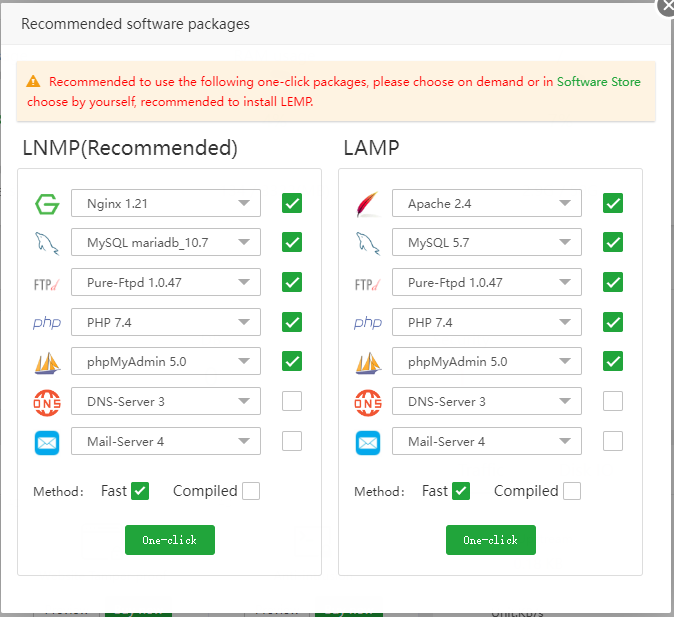 Recommended software packages
Recommended to use the following one-click packages, please choose on demand or in Software Store
choose by yourself, recommended to install LEMP.
LNMP(Recommended)
Nginx 1.21
MySQL mariadb_10.7
FTPd Pure-Ftpd 1.0.47
php PHP 7.4
phpMyAdmin 5.0
DNS DNS-Server 3
Mail-Server 4
Method: Fast Compiled
One-click
LAMP
Apache 2.4
MySQL 5.7
FTPd Pure-Ftpd 1.0.47
php PHP 7.4
phpMyAdmin 5.0
DNS DNS-Server 3
Mail-Server 4
Method: Fast Compiled
One-click